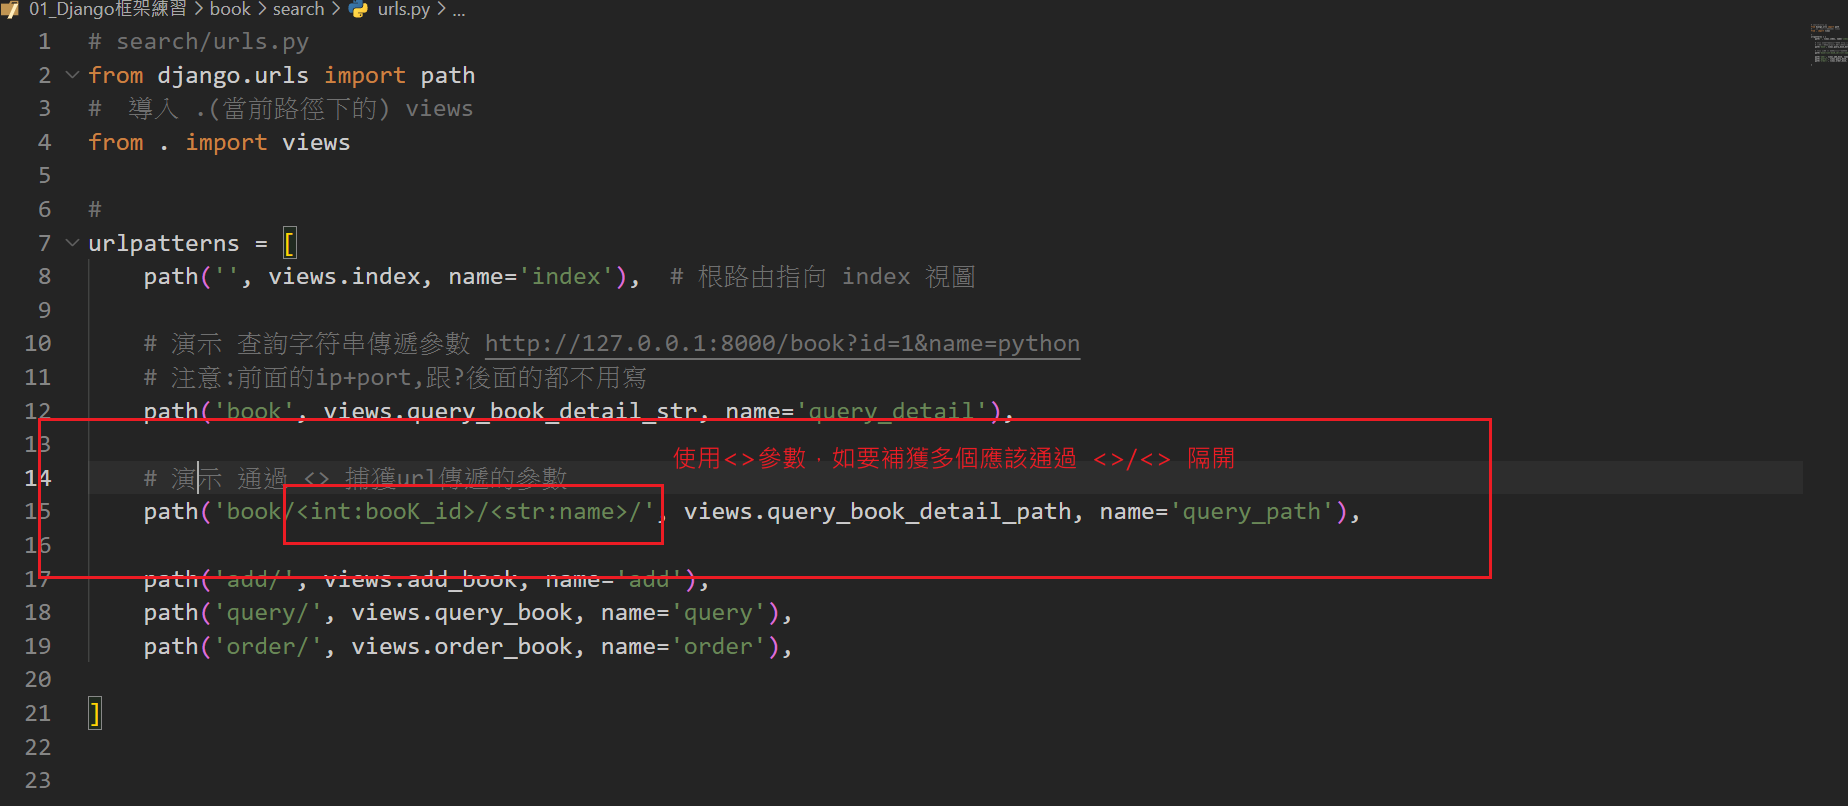 01_Django框架練習 > book > search > urls.py > ...
1 # search/urls.py
2 from django.urls import path
3 # 導入 .(當前路徑下的) views
4 from . import views
5
6 #
7 urlpatterns = [
8 path('', views.index, name='index'), # 根路由指向 index 視圖
9
10 # 演示 查詢字符串傳遞參數 http://127.0.0.1:8000/book?id=1&name=python
11 # 注意:前面的ip+port,跟?後面的都不用寫
12 path('book', views.query_book_detail_str, name='query_detail'),
13
使用<>參數，如要補獲多個應該通過 <>/<> 隔開
14 # 演示 通過 <> 捕獲url傳遞的參數
15 path('book/<int:booK_id>/<str:name>/', views.query_book_detail_path, name='query_path'),
16
17 path('add/', views.add_book, name='add'),
18 path('query/', views.query_book, name='query'),
19 path('order/', views.order_book, name='order'),
20
21 ]
22
23